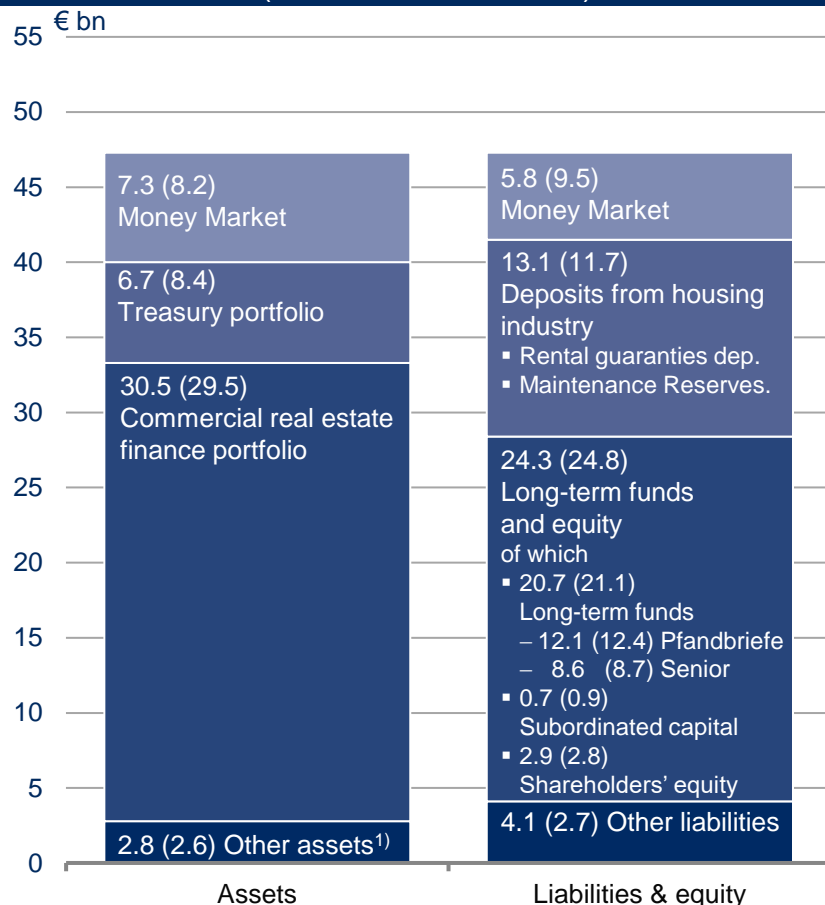 € bn
55
50
45
40
35
30
25
20
15
10
5
0
7.3 (8.2)
Money Market
6.7 (8.4)
Treasury portfolio
30.5 (29.5)
Commercial real estate
finance portfolio
2.8 (2.6) Other assets1)
5.8 (9.5)
Money Market
13.1 (11.7)
Deposits from housing
industry
▪ Rental guaranties dep.
▪ Maintenance Reserves.
24.3 (24.8)
Long-term funds
and equity
of which
▪ 20.7 (21.1)
Long-term funds
– 12.1 (12.4) Pfandbriefe
– 8.6 (8.7) Senior
▪ 0.7 (0.9)
Subordinated capital
▪ 2.9 (2.8)
Shareholders’ equity
4.1 (2.7) Other liabilities
Assets
Liabilities & equity